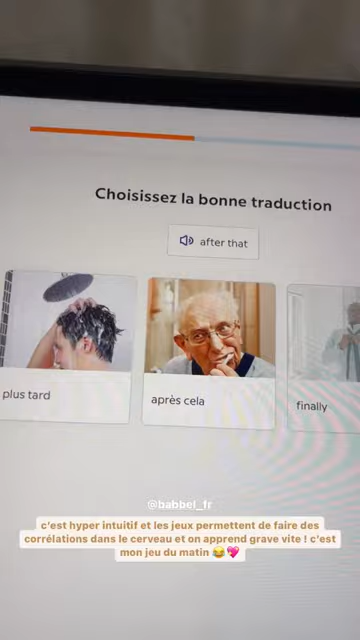 Choisissez la bonne traduction
after that
plus tard
après cela
finally
@babbel_fr
c'est hyper intuitif et les jeux permettent de faire des
corrélations dans le cerveau et on apprend grave vite ! c'est
mon jeu du matin 😂💖